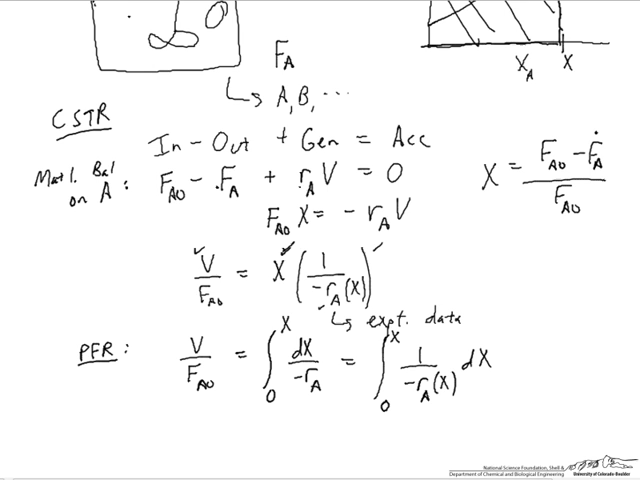 F_A
X_A X
A, B, ...
CSTR
In - Out + Gen = Acc
Mat'l. Bal on A : F_A0 - F_A + r_A V = 0
X = (F_A0 - F_A) / F_A0
F_A0 X = - r_A V
V / F_A0 = X (1 / -r_A(X))
expt. data
PFR : V / F_A0 = ∫_0^X dX / -r_A = ∫_0^X 1 / -r_A(X) dX
National Science Foundation, Shell &
Department of Chemical and Biological Engineering
University of Colorado-Boulder